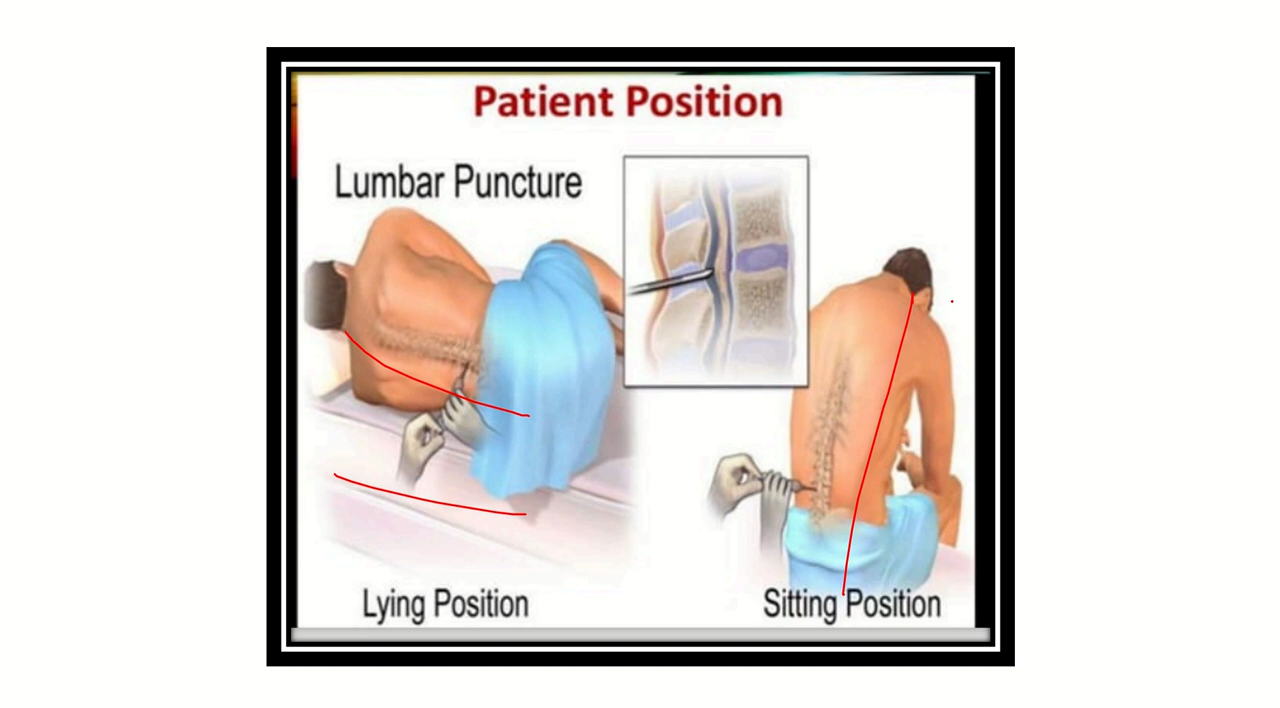 Patient Position
Lumbar Puncture
Lying Position
Sitting Position